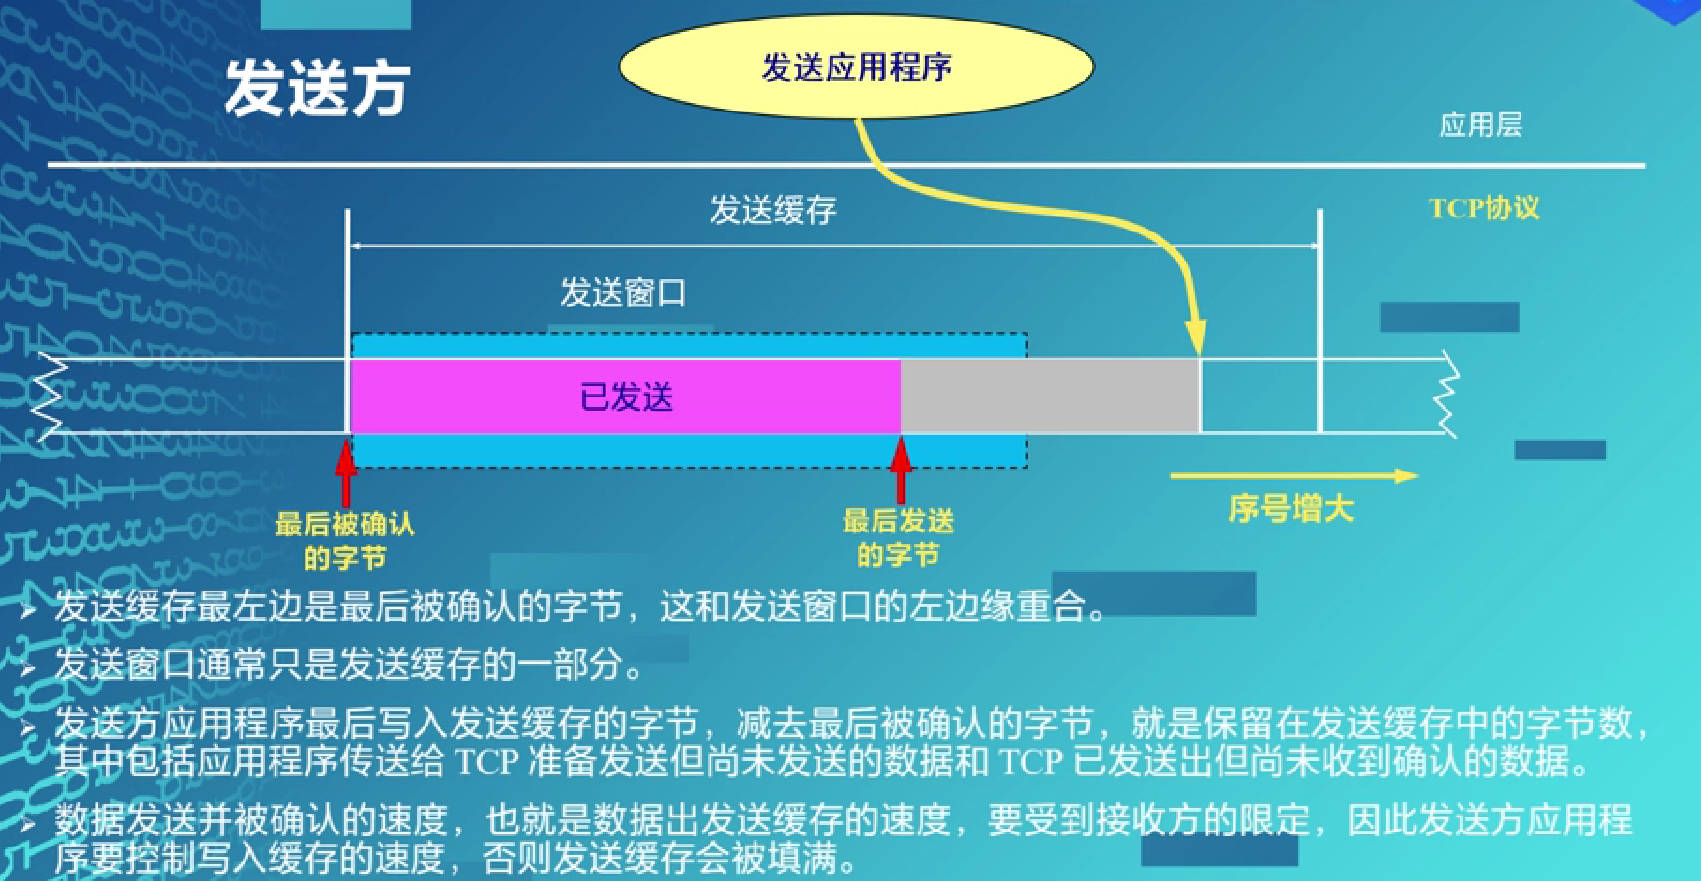 发送应用程序
发送方
应用层
发送缓存
TCP协议
发送窗口
已发送
最后被确认
的字节
最后发送
的字节
序号增大
发送缓存最左边是最后被确认的字节，这和发送窗口的左边缘重合。
发送窗口通常只是发送缓存的一部分。
发送方应用程序最后写入发送缓存的字节，减去最后被确认的字节，就是保留在发送缓存中的字节数，
其中包括应用程序传送给 TCP 准备发送但尚未发送的数据和 TCP 已发送出但尚未收到确认的数据。
数据发送并被确认的速度，也就是数据出发送缓存的速度，要受到接收方的限定，因此发送方应用程
序要控制写入缓存的速度，否则发送缓存会被填满。